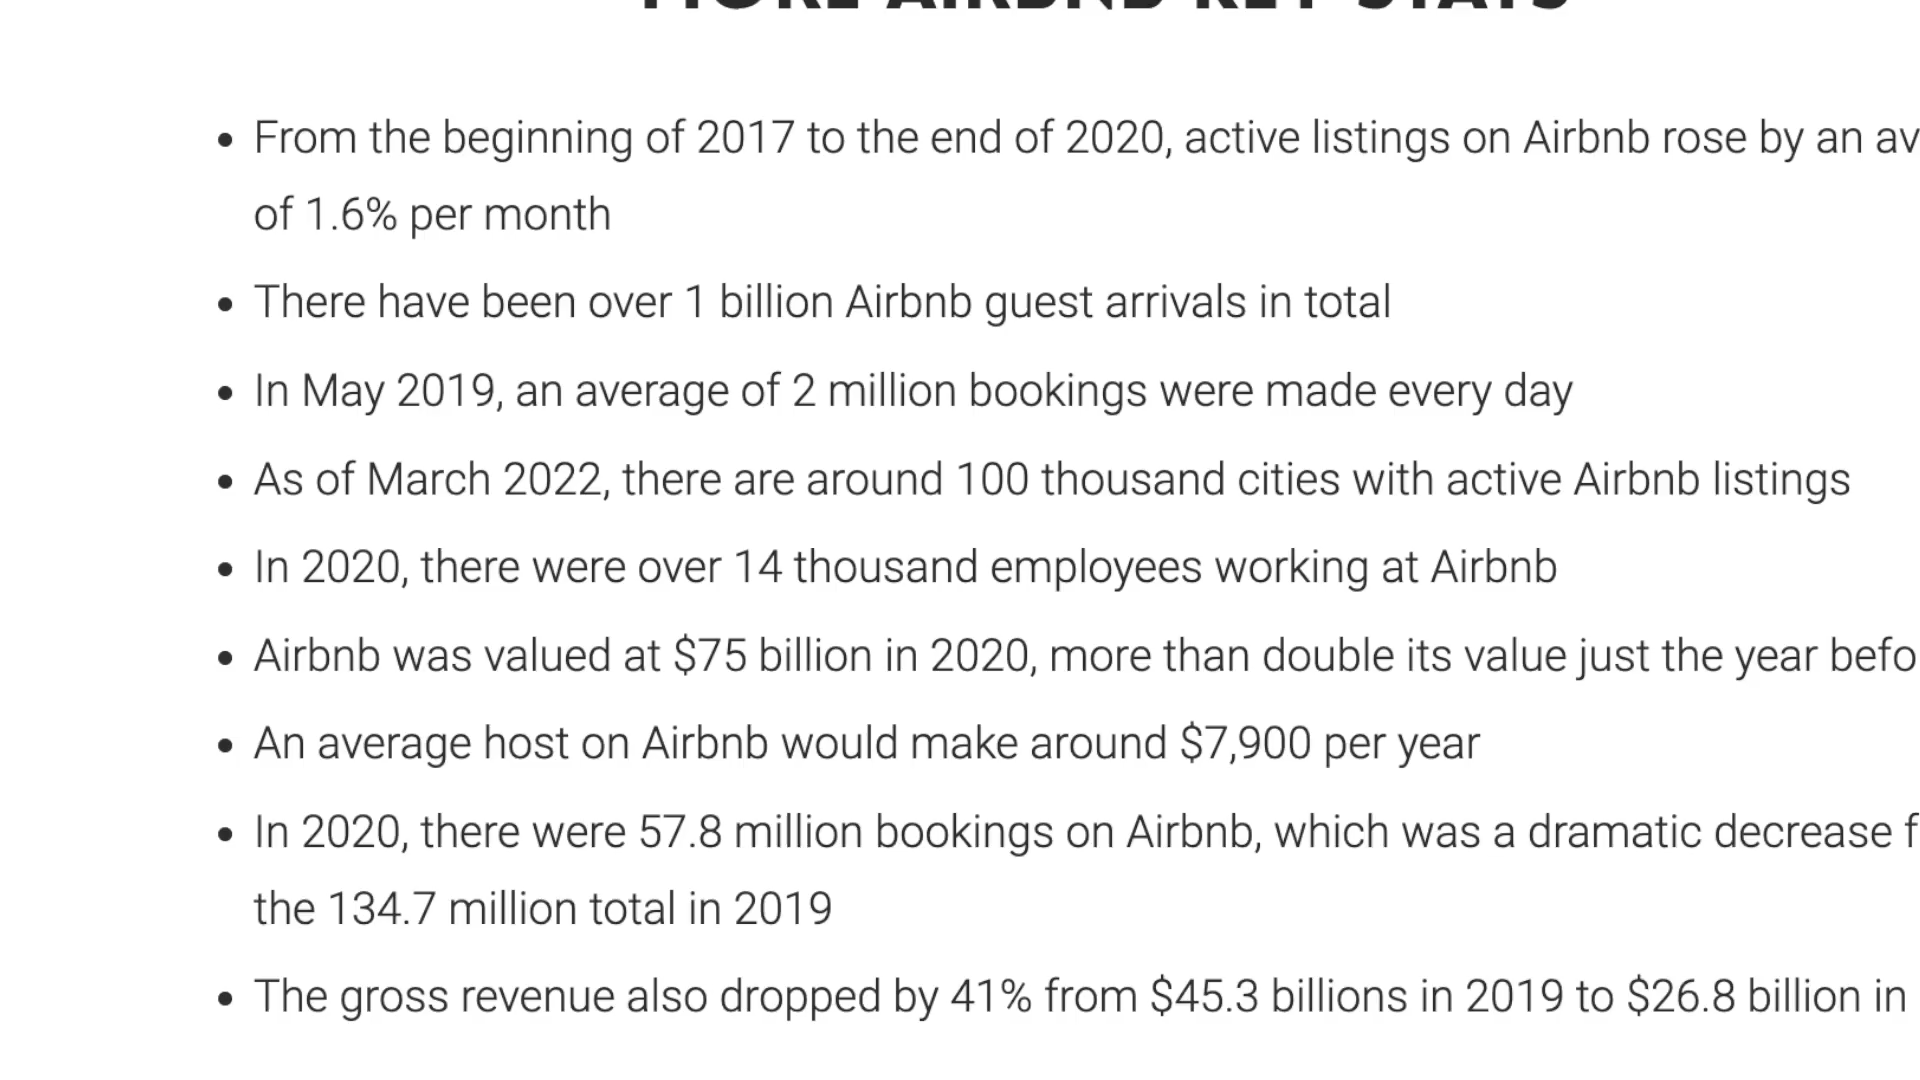 MORE AIRBNB KEY STATS
From the beginning of 2017 to the end of 2020, active listings on Airbnb rose by an av
of 1.6% per month
There have been over 1 billion Airbnb guest arrivals in total
In May 2019, an average of 2 million bookings were made every day
As of March 2022, there are around 100 thousand cities with active Airbnb listings
In 2020, there were over 14 thousand employees working at Airbnb
Airbnb was valued at $75 billion in 2020, more than double its value just the year befo
An average host on Airbnb would make around $7,900 per year
In 2020, there were 57.8 million bookings on Airbnb, which was a dramatic decrease f
the 134.7 million total in 2019
The gross revenue also dropped by 41% from $45.3 billions in 2019 to $26.8 billion in